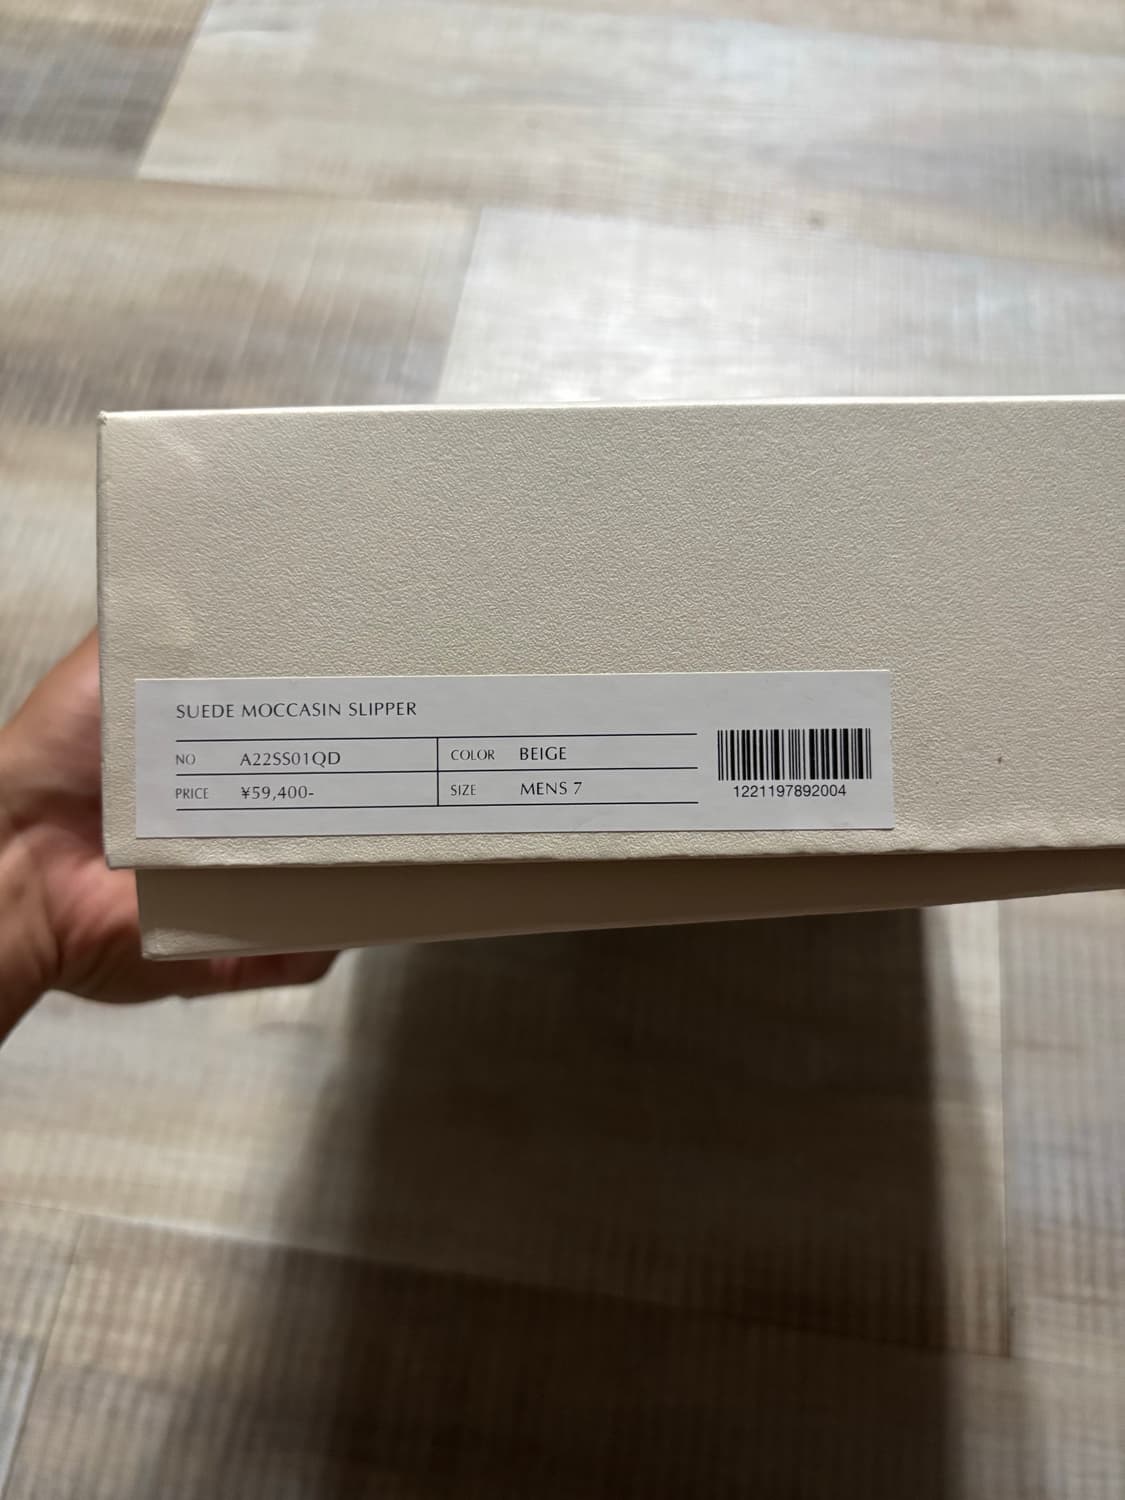 SUEDE MOCCASIN SLIPPER
NO A22SS01QD COLOR BEIGE
PRICE ¥59,400- SIZE MENS 7
1221197892004